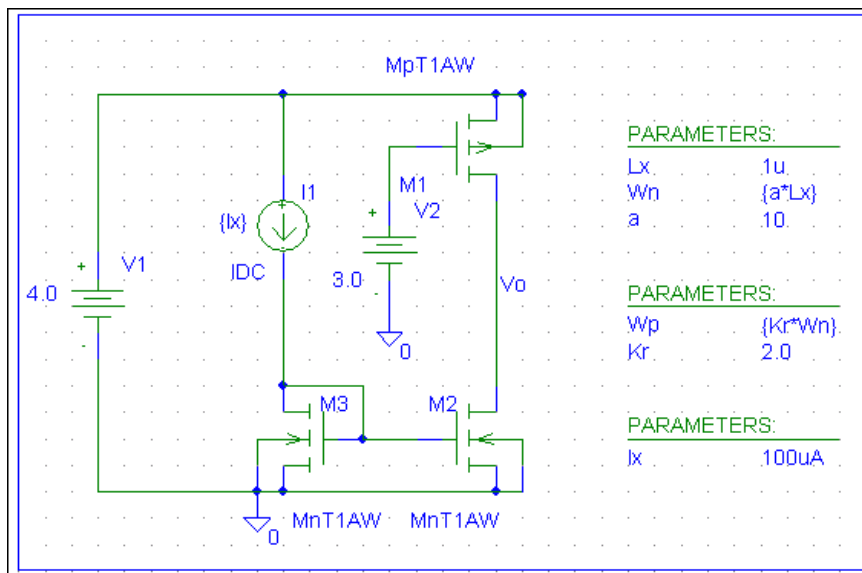 MpT1AW
PARAMETERS:
Lx 1u
Wn {a*Lx}
a 10
M1
I1
{Ix}
V2
+
+
V1
IDC
4.0
3.0
-
Vo
0
PARAMETERS:
Wp {Kr*Wn}
Kr 2.0
-
M3
M2
PARAMETERS:
Ix 100uA
MnT1AW
MnT1AW
0